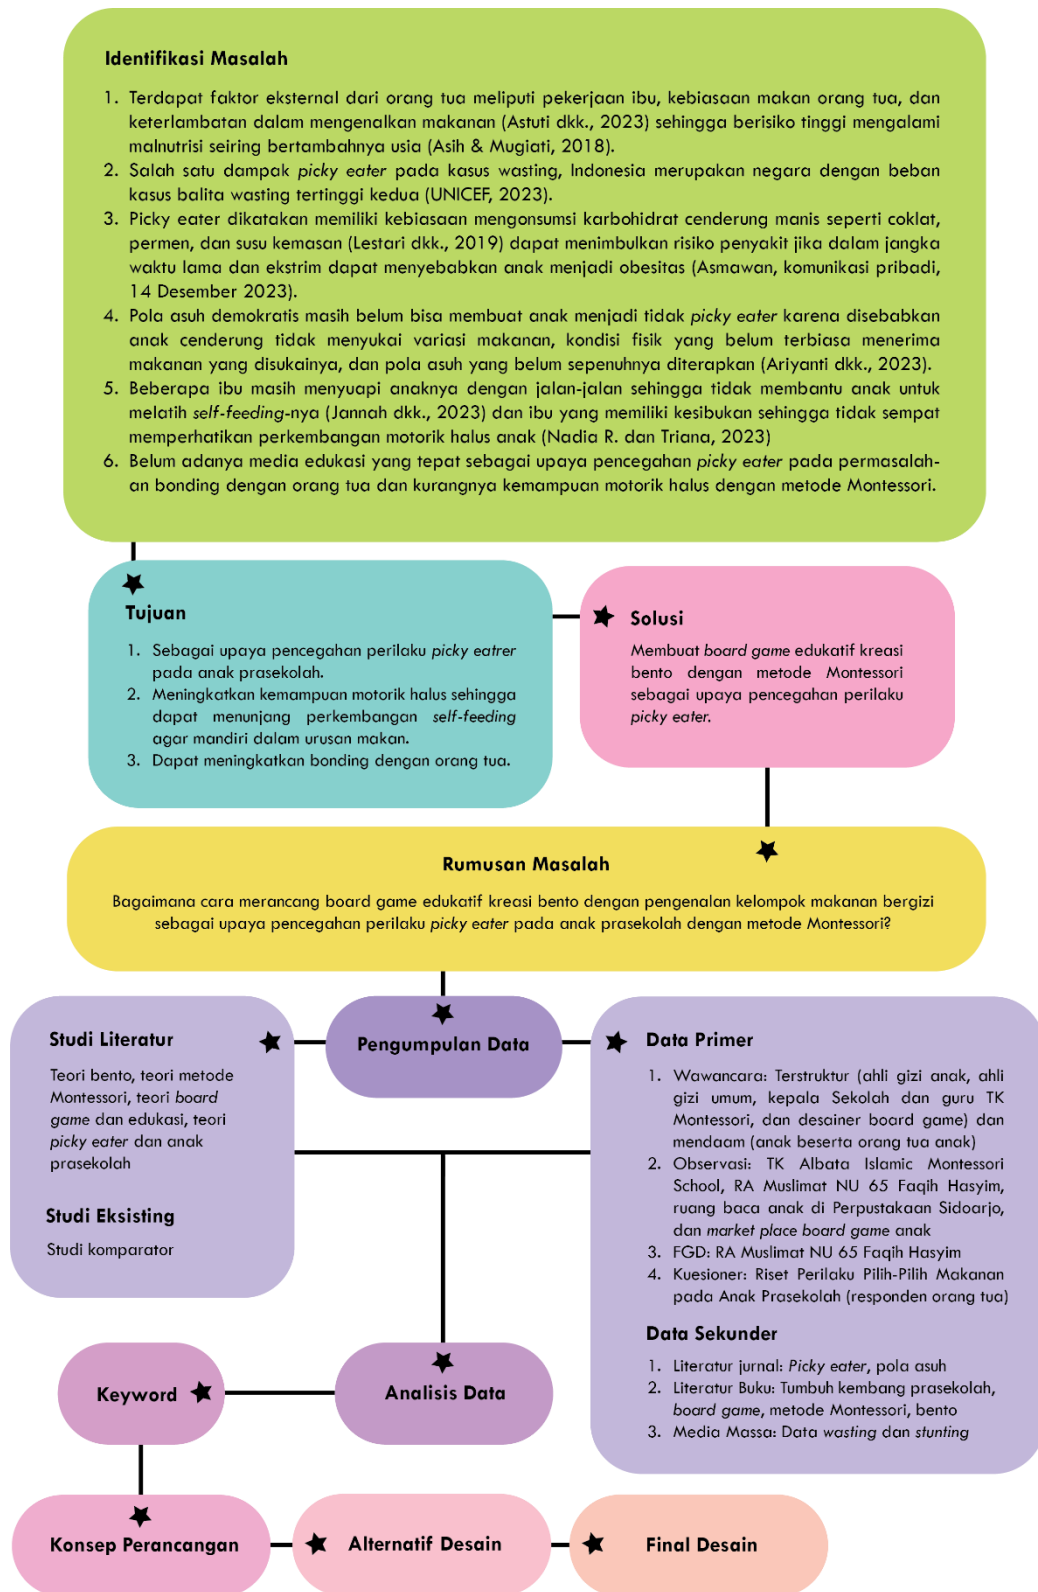 Identifikasi Masalah
1. Terdapat faktor eksternal dari orang tua meliputi pekerjaan ibu, kebiasaan makan orang tua, dan
keterlambatan dalam mengenalkan makanan (Astuti dkk., 2023) sehingga berisiko tinggi mengalami
malnutrisi seiring bertambahnya usia (Asih & Mugiati, 2018).
2. Salah satu dampak picky eater pada kasus wasting, Indonesia merupakan negara dengan beban
kasus balita wasting tertinggi kedua (UNICEF, 2023).
3. Picky eater dikatakan memiliki kebiasaan mengonsumsi karbohidrat cenderung manis seperti coklat,
permen, dan susu kemasan (Lestari dkk., 2019) dapat menimbulkan risiko penyakit jika dalam jangka
waktu lama dan ekstrim dapat menyebabkan anak menjadi obesitas (Asmawan, komunikasi pribadi,
14 Desember 2023).
4. Pola asuh demokratis masih belum bisa membuat anak menjadi tidak picky eater karena disebabkan
anak cenderung tidak menyukai variasi makanan, kondisi fisik yang belum terbiasa menerima
makanan yang disukainya, dan pola asuh yang belum sepenuhnya diterapkan (Ariyanti dkk., 2023).
5. Beberapa ibu masih menyuapi anaknya dengan jalan-jalan sehingga tidak membantu anak untuk
melatih self-feeding-nya (Jannah dkk., 2023) dan ibu yang memiliki kesibukan sehingga tidak sempat
memperhatikan perkembangan motorik halus anak (Nadia R. dan Triana, 2023)
6. Belum adanya media edukasi yang tepat sebagai upaya pencegahan picky eater pada permasalah-
an bonding dengan orang tua dan kurangnya kemampuan motorik halus dengan metode Montessori.
Tujuan
1. Sebagai upaya pencegahan perilaku picky eatrer
pada anak prasekolah.
2. Meningkatkan kemampuan motorik halus sehingga
dapat menunjang perkembangan self-feeding
agar mandiri dalam urusan makan.
3. Dapat meningkatkan bonding dengan orang tua.
Solusi
Membuat board game edukatif kreasi
bento dengan metode Montessori
sebagai upaya pencegahan perilaku
picky eater.
Rumusan Masalah
Bagaimana cara merancang board game edukatif kreasi bento dengan pengenalan kelompok makanan bergizi
sebagai upaya pencegahan perilaku picky eater pada anak prasekolah dengan metode Montessori?
Pengumpulan Data
Studi Literatur
Teori bento, teori metode
Montessori, teori board
game dan edukasi, teori
picky eater dan anak
prasekolah
Studi Eksisting
Studi komparator
Data Primer
1. Wawancara: Terstruktur (ahli gizi anak, ahli
gizi umum, kepala Sekolah dan guru TK
Montessori, dan desainer board game) dan
mendaam (anak beserta orang tua anak)
2. Observasi: TK Albata Islamic Montessori
School, RA Muslimat NU 65 Faqih Hasyim,
ruang baca anak di Perpustakaan Sidoarjo,
dan market place board game anak
3. FGD: RA Muslimat NU 65 Faqih Hasyim
4. Kuesioner: Riset Perilaku Pilih-Pilih Makanan
pada Anak Prasekolah (responden orang tua)
Data Sekunder
1. Literatur jurnal: Picky eater, pola asuh
2. Literatur Buku: Tumbuh kembang prasekolah,
board game, metode Montessori, bento
3. Media Massa: Data wasting dan stunting
Analisis Data
Keyword
Konsep Perancangan
Alternatif Desain
Final Desain